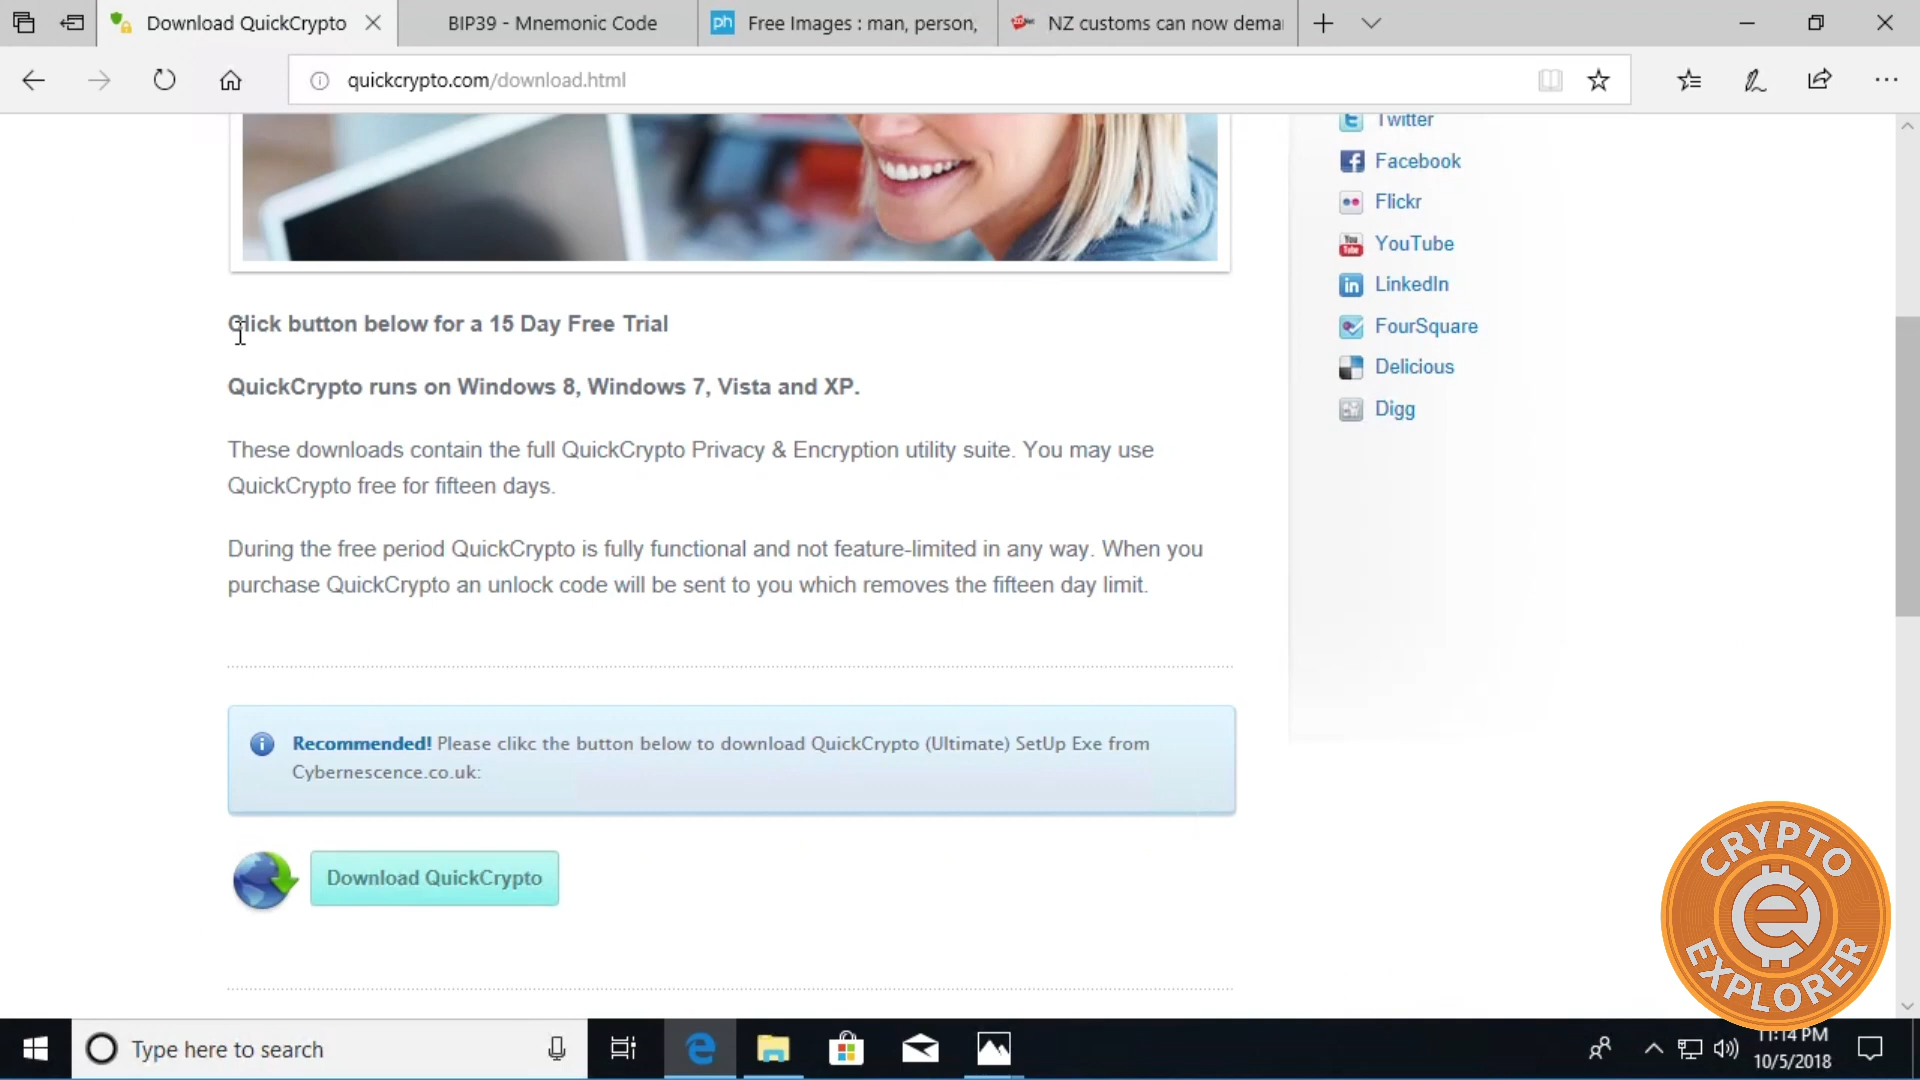 Download QuickCrypto
BIP39 - Mnemonic Code
ph
Free Images : man, person,
NZ customs can now dema
quickcrypto.com/download.html
Twitter
Facebook
Flickr
YouTube
LinkedIn
FourSquare
Delicious
Digg
Click button below for a 15 Day Free Trial
QuickCrypto runs on Windows 8, Windows 7, Vista and XP.
These downloads contain the full QuickCrypto Privacy & Encryption utility suite. You may use
QuickCrypto free for fifteen days.
During the free period QuickCrypto is fully functional and not feature-limited in any way. When you
purchase QuickCrypto an unlock code will be sent to you which removes the fifteen day limit.
Recommended! Please clikc the button below to download QuickCrypto (Ultimate) SetUp Exe from
Cybernescence.co.uk:
Download QuickCrypto
CRYPTO
EXPLORER
Type here to search
11:14 PM
10/5/2018